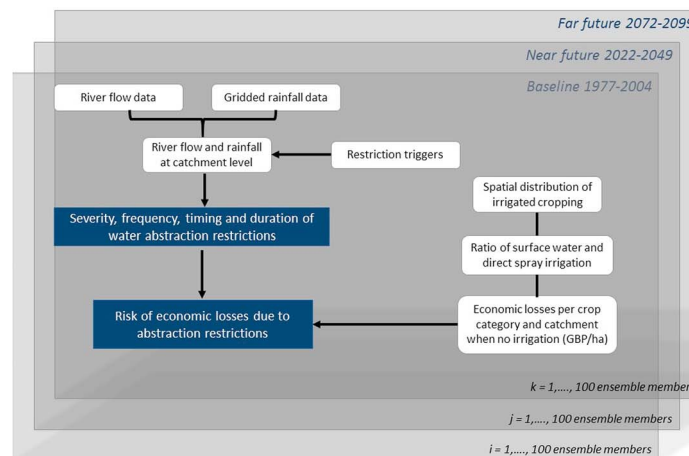 Far future 2072-2099
Near future 2022-2049
Baseline 1977-2004
River flow data
Gridded rainfall data
River flow and rainfall
at catchment level
Restriction triggers
Spatial distribution of
irrigated cropping
Severity, frequency, timing and duration of
water abstraction restrictions
Ratio of surface water and
direct spray irrigation
Risk of economic losses due to
abstraction restrictions
Economic losses per crop
category and catchment
when no irrigation (GBP/ha)
k = 1,...., 100 ensemble member
j = 1,...., 100 ensemble members
i = 1,...., 100 ensemble members